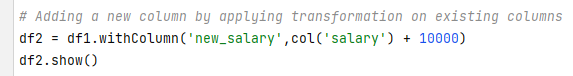 # Adding a new column by applying transformation on existing columns
df2 = df1.withColumn('new_salary',col('salary') + 10000)
df2.show()